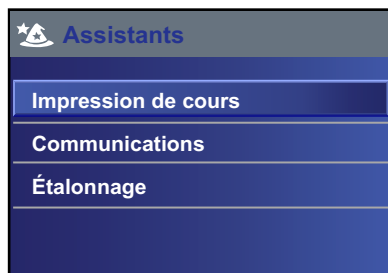 Assistants
Impression de cours
Communications
Étalonnage